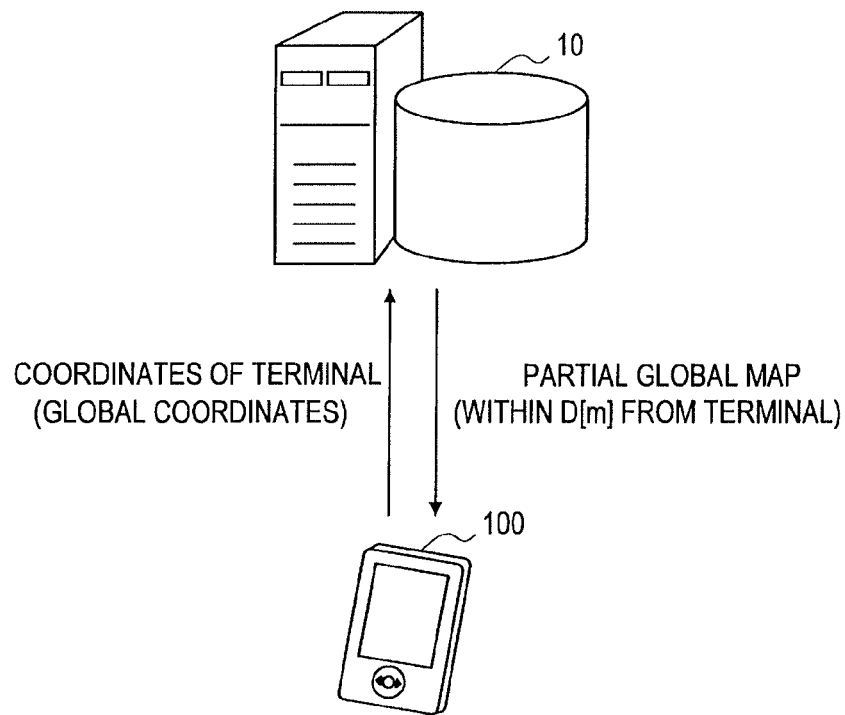 10
COORDINATES OF TERMINAL
(GLOBAL COORDINATES)
PARTIAL GLOBAL MAP
(WITHIN D[m] FROM TERMINAL)
100